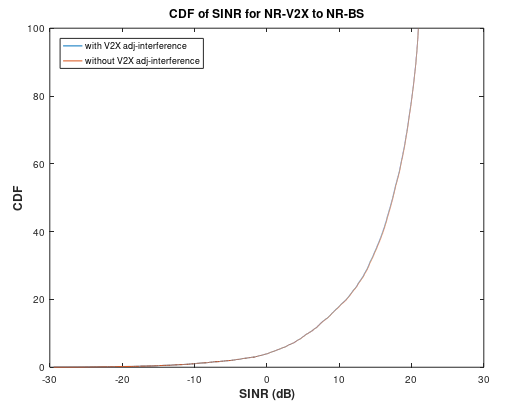 CDF of SINR for NR-V2X to NR-BS
with V2X adj-interference
without V2X adj-interference
100
80
60
40
20
0
CDF
-30 -20 -10 0 10 20 30
SINR (dB)